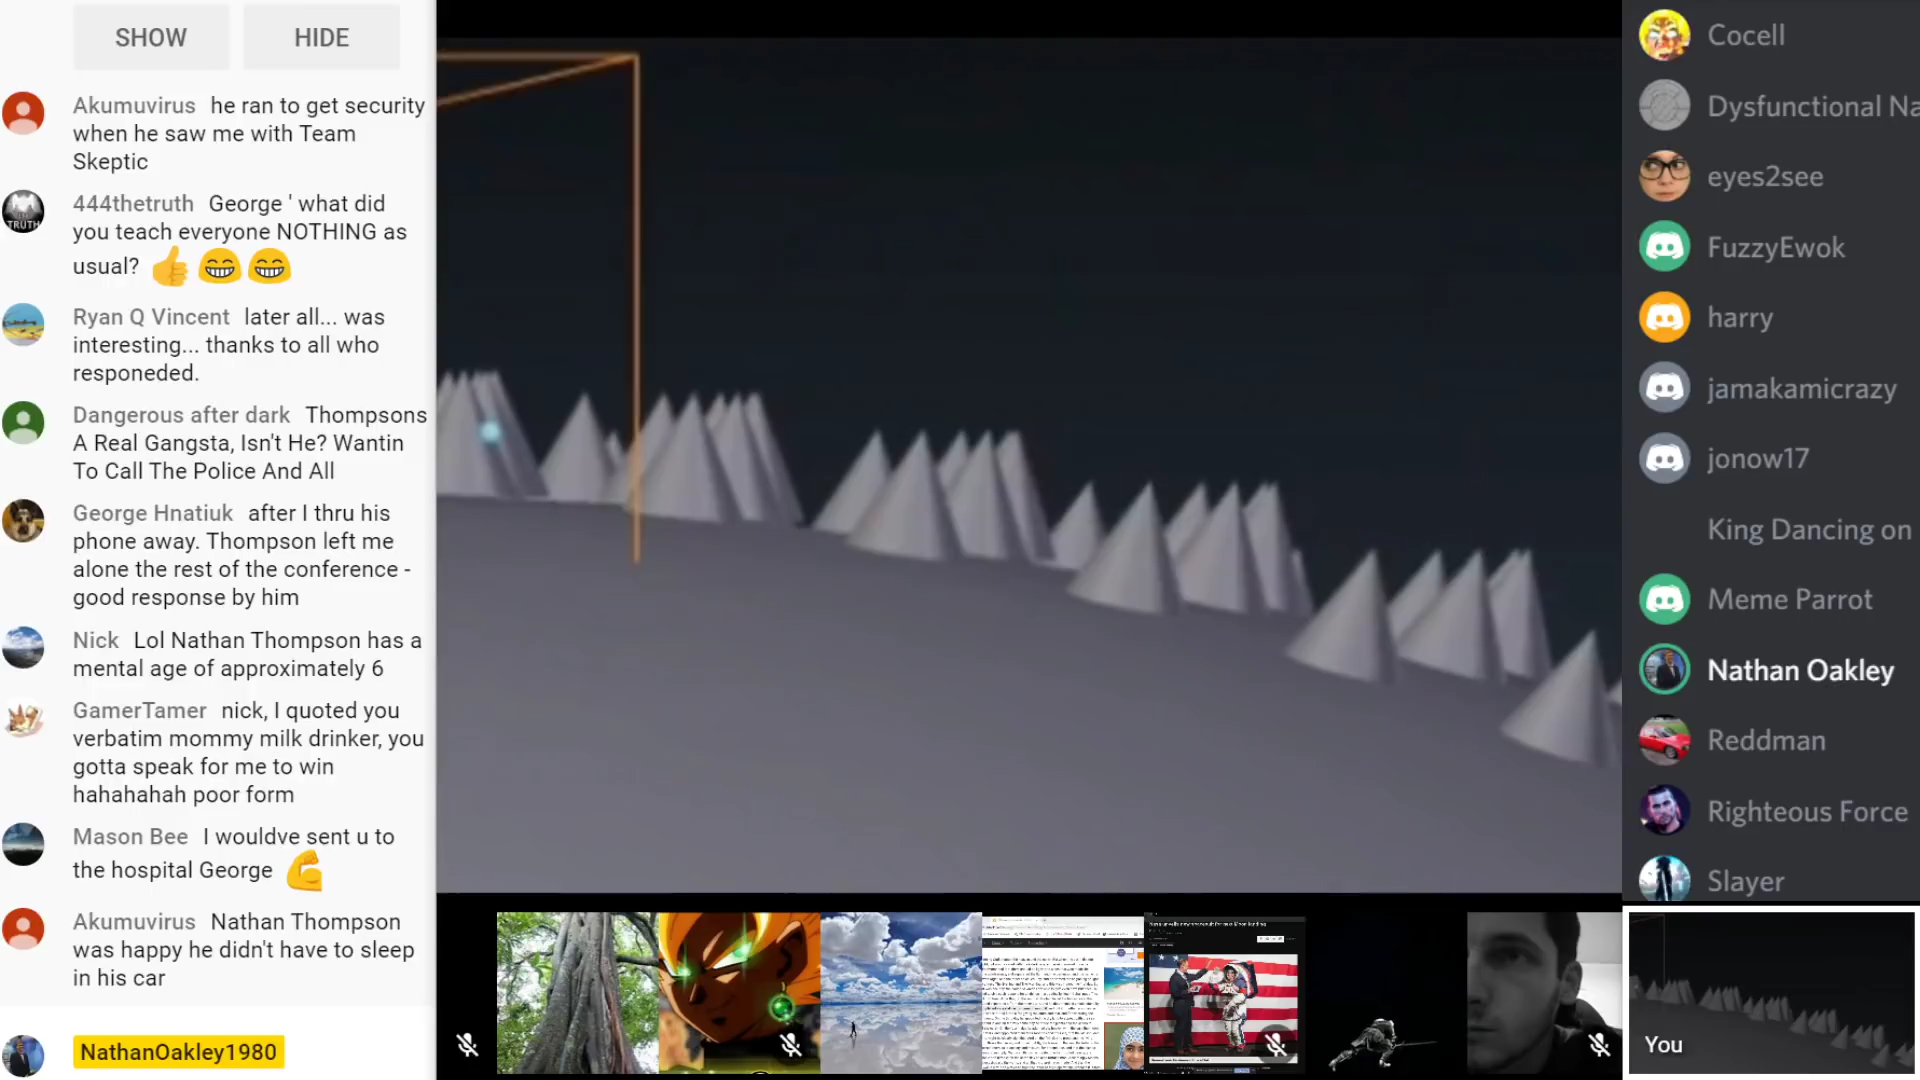 SHOW
HIDE
Akumuvirus he ran to get security
when he saw me with Team
Skeptic
444thetruth George ' what did
you teach everyone NOTHING as
usual?
Ryan Q Vincent later all... was
interesting... thanks to all who
responeded.
Dangerous after dark Thompsons
A Real Gangsta, Isn't He? Wantin
To Call The Police And All
George Hnatiuk after I thru his
phone away. Thompson left me
alone the rest of the conference -
good response by him
Nick Lol Nathan Thompson has a
mental age of approximately 6
GamerTamer nick, I quoted you
verbatim mommy milk drinker, you
gotta speak for me to win
hahahahah poor form
Mason Bee I wouldve sent u to
the hospital George
Akumuvirus Nathan Thompson
was happy he didn't have to sleep
in his car
NathanOakley1980
Cocell
Dysfunctional Na
eyes2see
FuzzyEwok
harry
jamakamicrazy
jonow17
King Dancing on
Meme Parrot
Nathan Oakley
Reddman
Righteous Force
Slayer
You
TRUTH